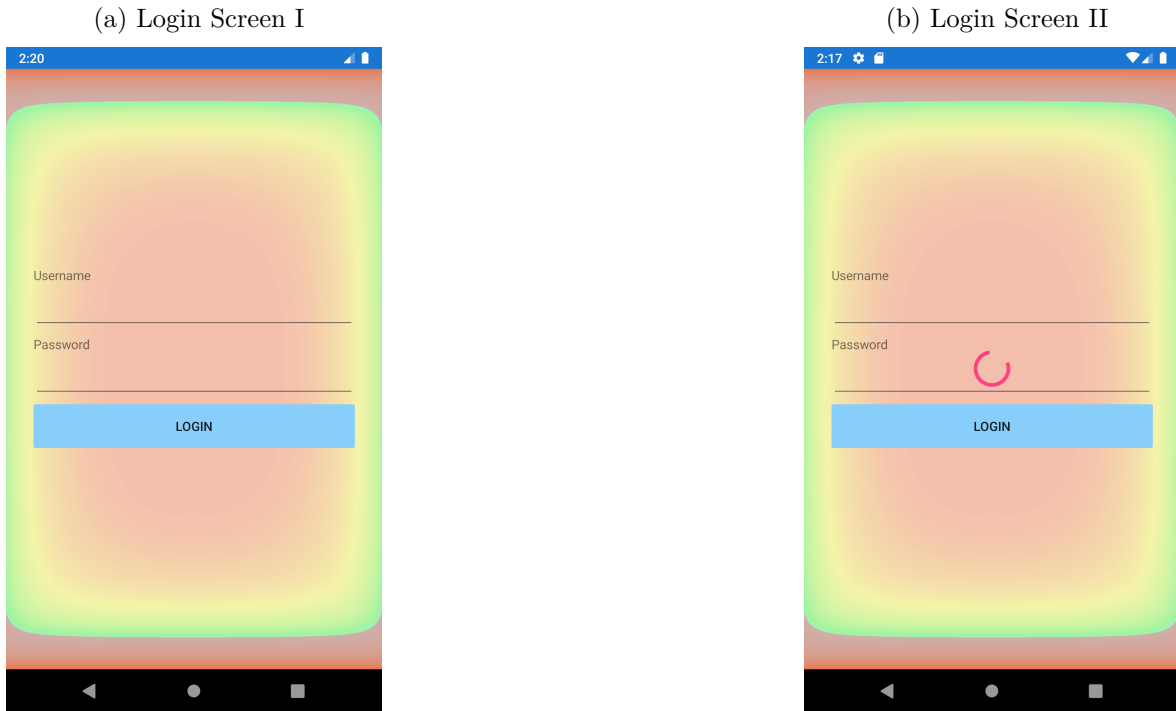 (a) Login Screen I
2:20
Username
Password
LOGIN
(b) Login Screen II
2:17
Username
Password
LOGIN